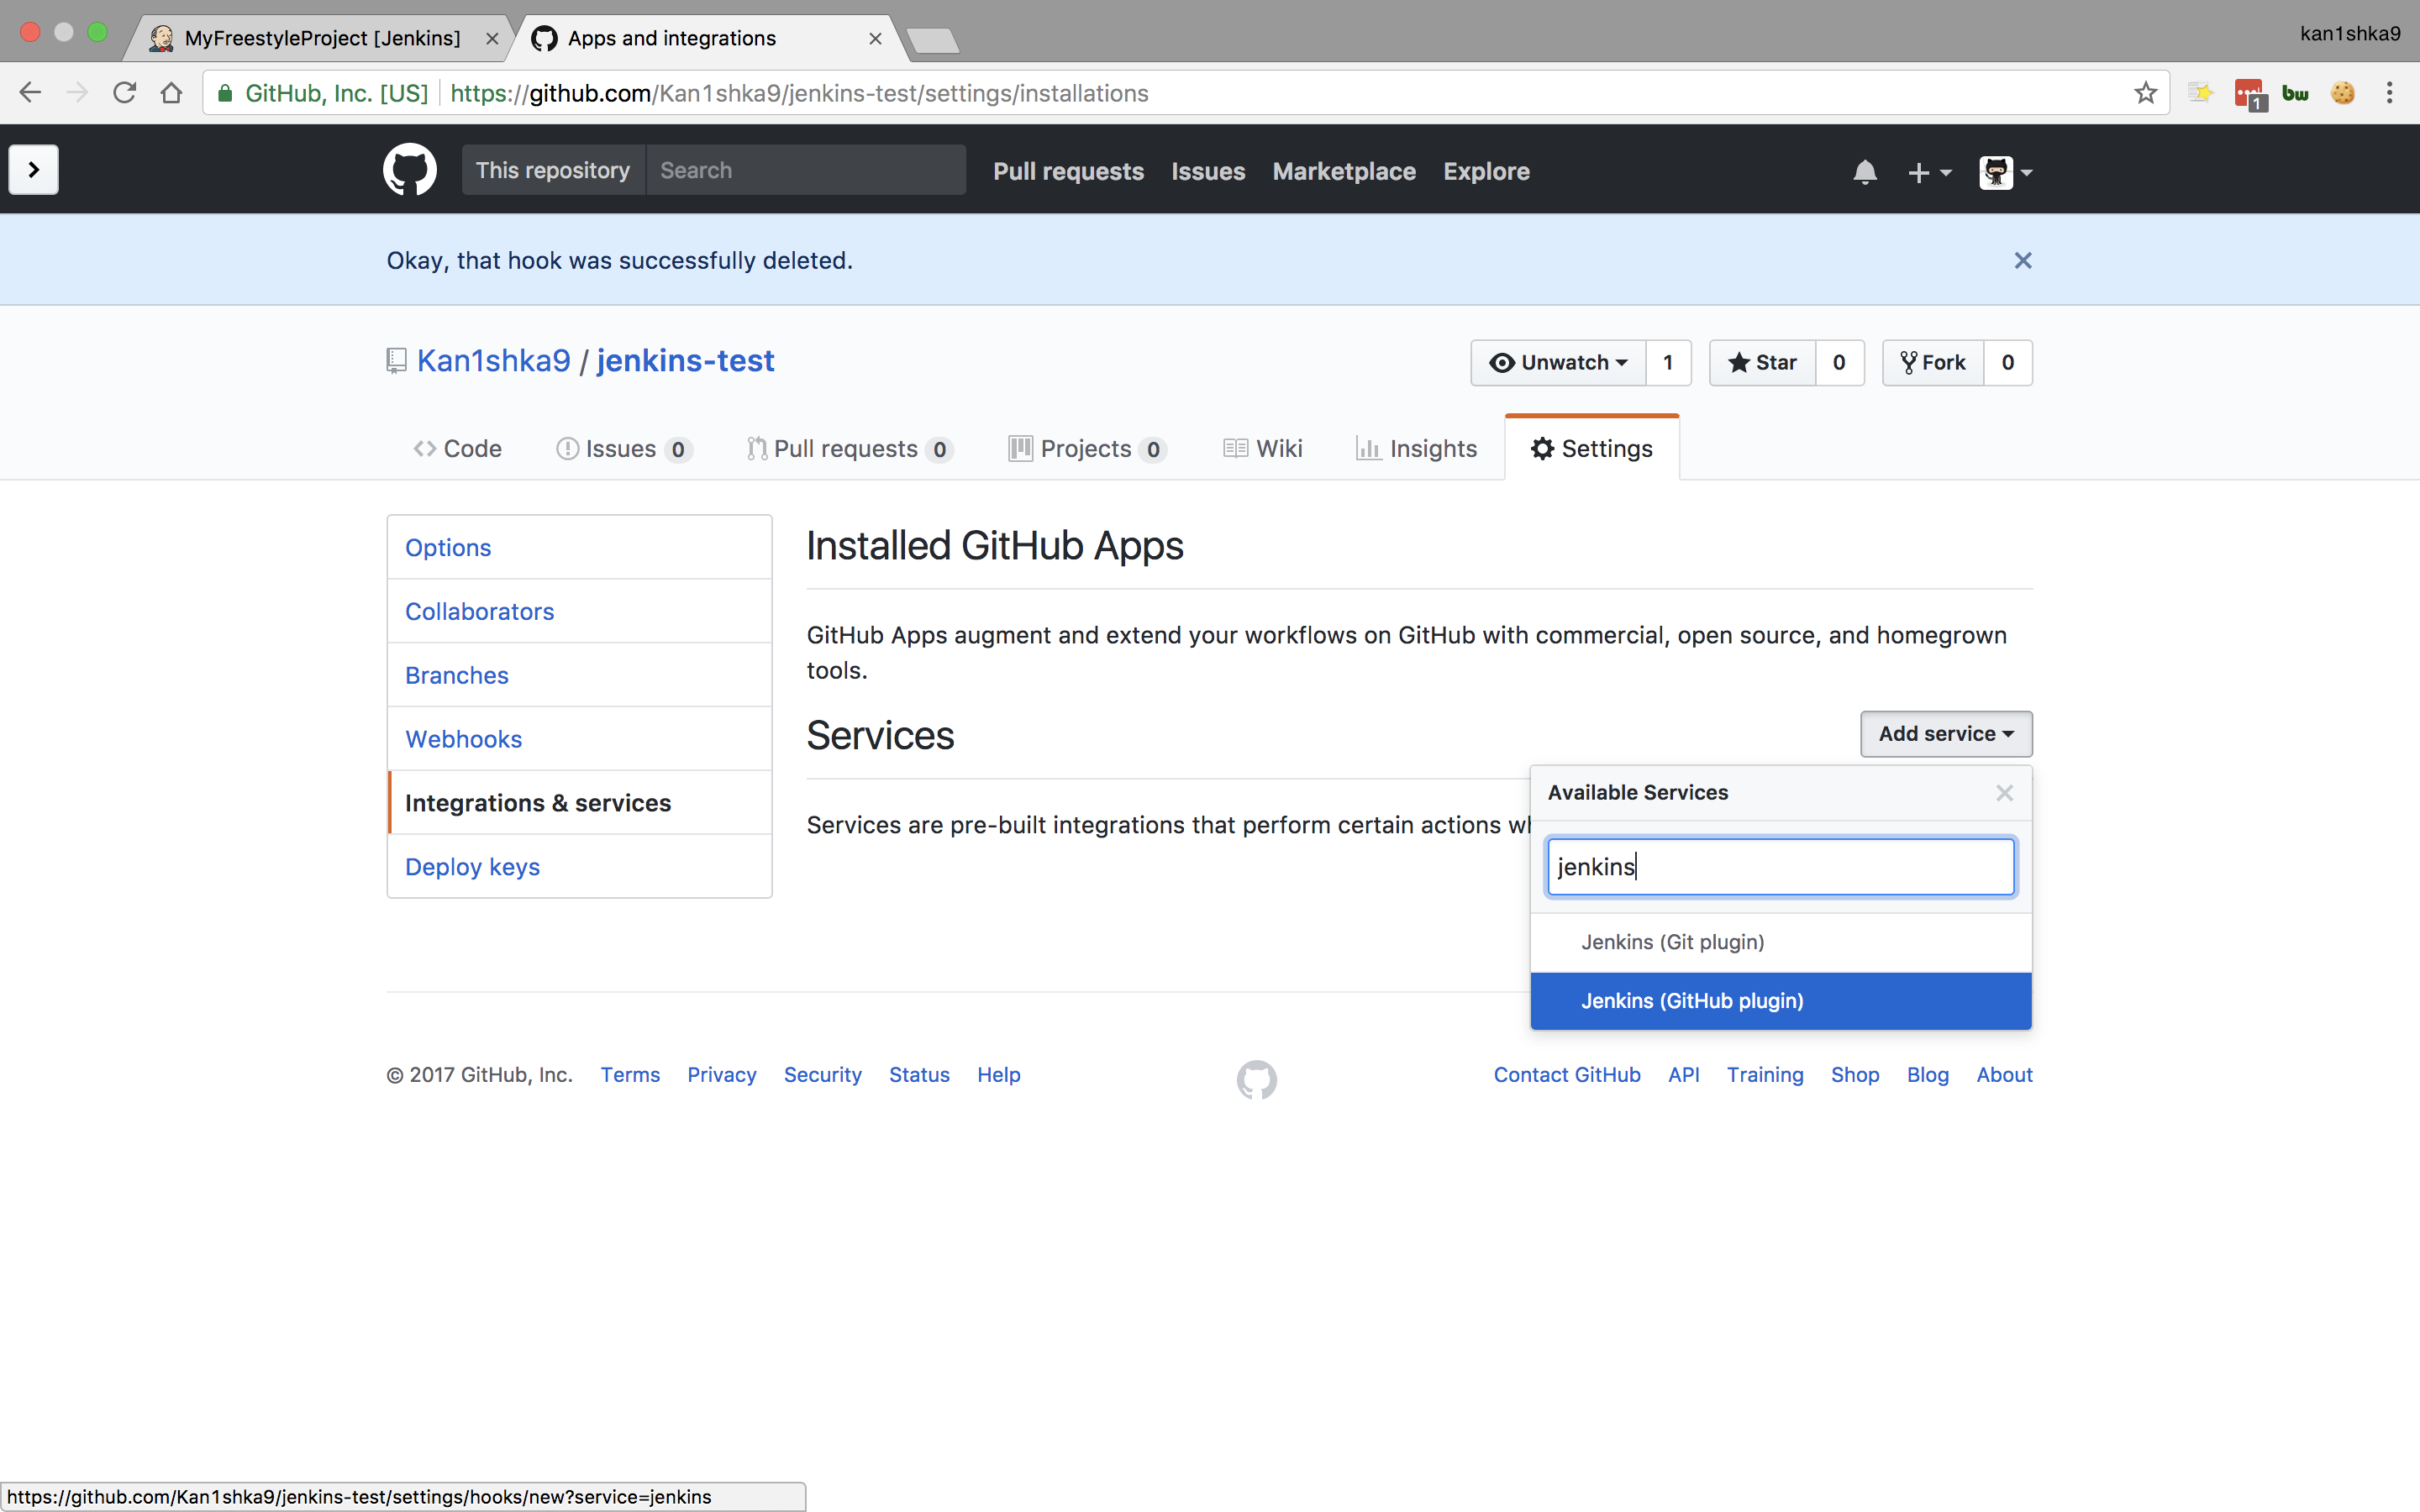 MyFreestyleProject [Jenkins]
Apps and integrations
kan1shka9
GitHub, Inc. [US]
https://github.com/Kan1shka9/jenkins-test/settings/installations
1
bw
This repository
Search
Pull requests
Issues
Marketplace
Explore
Okay, that hook was successfully deleted.
Kan1shka9 / jenkins-test
Unwatch 1
Star 0
Fork 0
Code
Issues 0
Pull requests 0
Projects 0
Wiki
Insights
Settings
Options
Collaborators
Branches
Webhooks
Integrations & services
Deploy keys
Installed GitHub Apps
GitHub Apps augment and extend your workflows on GitHub with commercial, open source, and homegrown
tools.
Services
Add service
Services are pre-built integrations that perform certain actions
Available Services
jenkins
Jenkins (Git plugin)
Jenkins (GitHub plugin)
© 2017 GitHub, Inc.
Terms
Privacy
Security
Status
Help
Contact GitHub
API
Training
Shop
Blog
About
https://github.com/Kan1shka9/jenkins-test/settings/hooks/new?service=jenkins